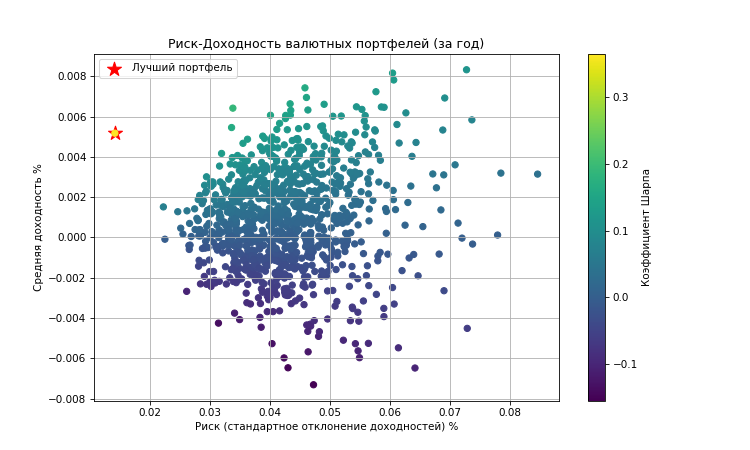 Риск-Доходность валютных портфелей (за год)
Лучший портфель
0.008
0.006
0.004
0.002
0.000
−0.002
−0.004
−0.006
−0.008
Средняя доходность %
0.02 0.03 0.04 0.05 0.06 0.07 0.08
Риск (стандартное отклонение доходностей) %
0.3
0.2
0.1
0.0
−0.1
Коэффициент Шарпа